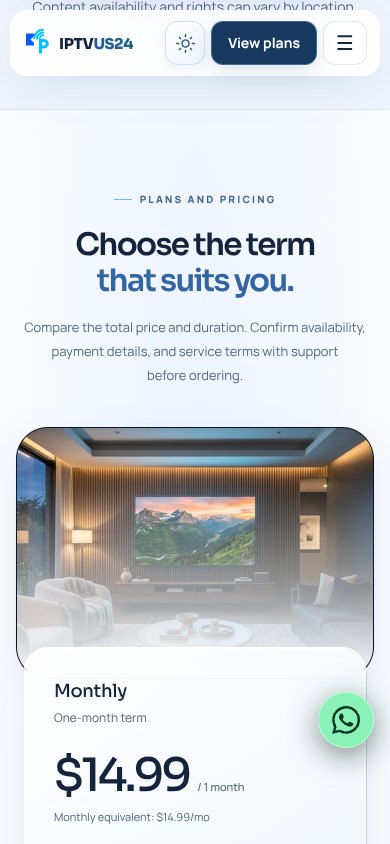 Content availability and rights can vary by location.
IPTVUS24
View plans
PLANS AND PRICING
Choose the term
that suits you.
Compare the total price and duration. Confirm availability,
payment details, and service terms with support
before ordering.
Monthly
One-month term
$14.99 / 1 month
Monthly equivalent: $14.99/mo